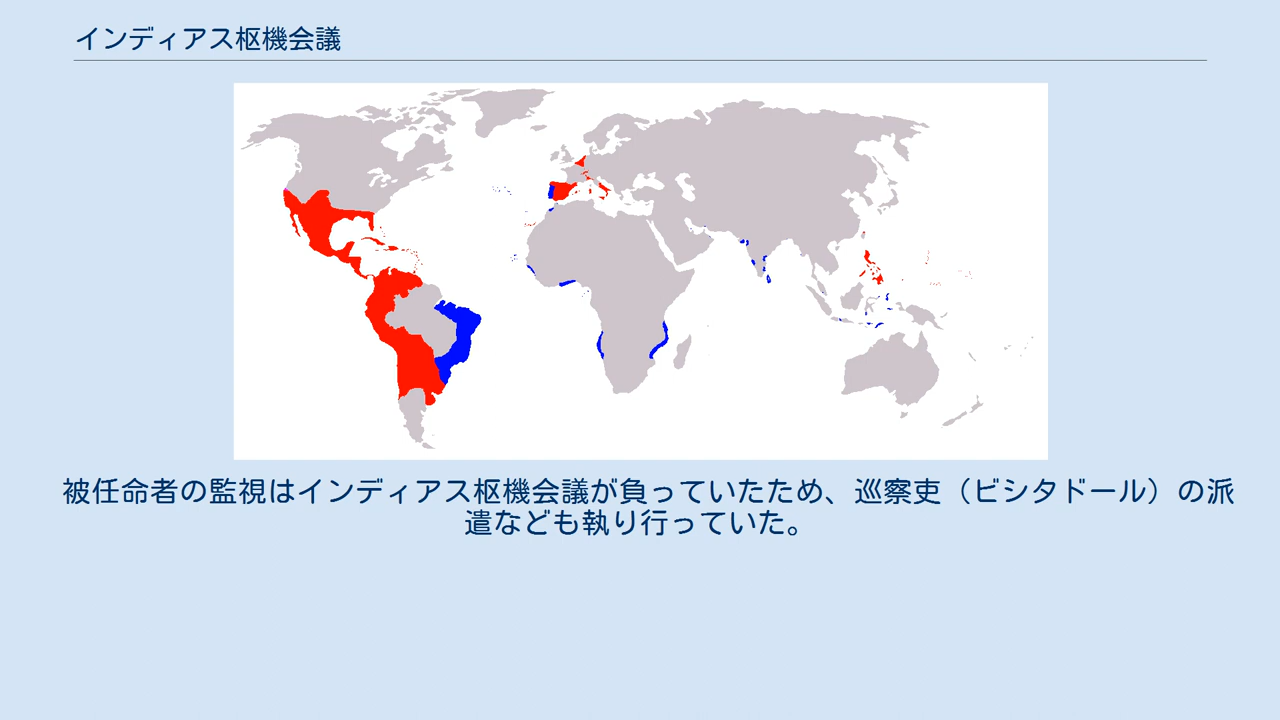 インディアス枢機会議
被任命者の監視はインディアス枢機会議が負っていたため、巡察吏（ビシタドール）の派
遣なども執り行っていた。